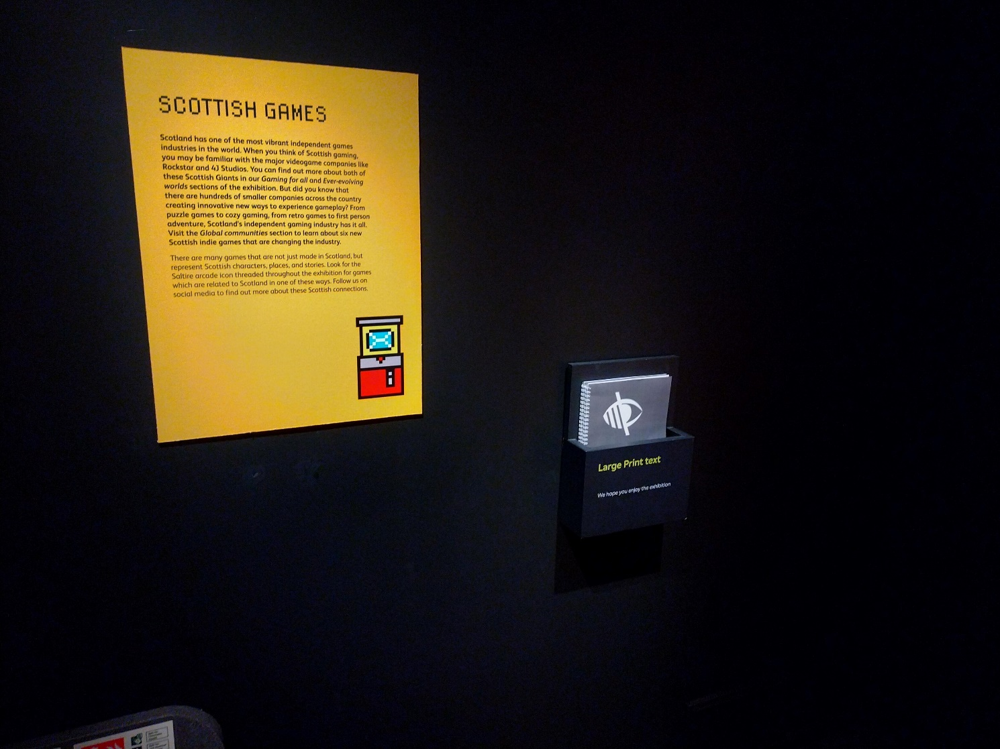 SCOTTISH GAMES
Scotland has one of the most vibrant independent games
industries in the world. When you think of Scottish gaming,
you may be familiar with the major videogame companies like
Rockstar and 4J Studios. You can find out more about both of
these Scottish Giants in our Gaming for all and Ever-evolving
worlds sections of the exhibition. But did you know that
there are hundreds of smaller companies across the country
creating innovative new ways to experience gameplay? From
puzzle games to cozy gaming, from retro games to first person
adventure, Scotland's independent gaming industry has it all.
Visit the Global communities section to learn about six new
Scottish indie games that are changing the industry.
There are many games that are not just made in Scotland, but
represent Scottish characters, places, and stories. Look for the
Saltire arcade icon threaded throughout the exhibition for games
which are related to Scotland in one of these ways. Follow us on
social media to find out more about these Scottish connections.
Large Print text
We hope you enjoy the exhibition